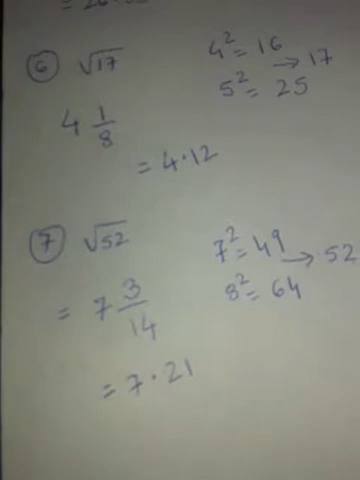 ⑥ √17
4² = 16
→ 17
5² = 25
4 1/8
= 4·12
⑦ √52
7² = 49
→ 52
8² = 64
= 7 3/14
= 7·21